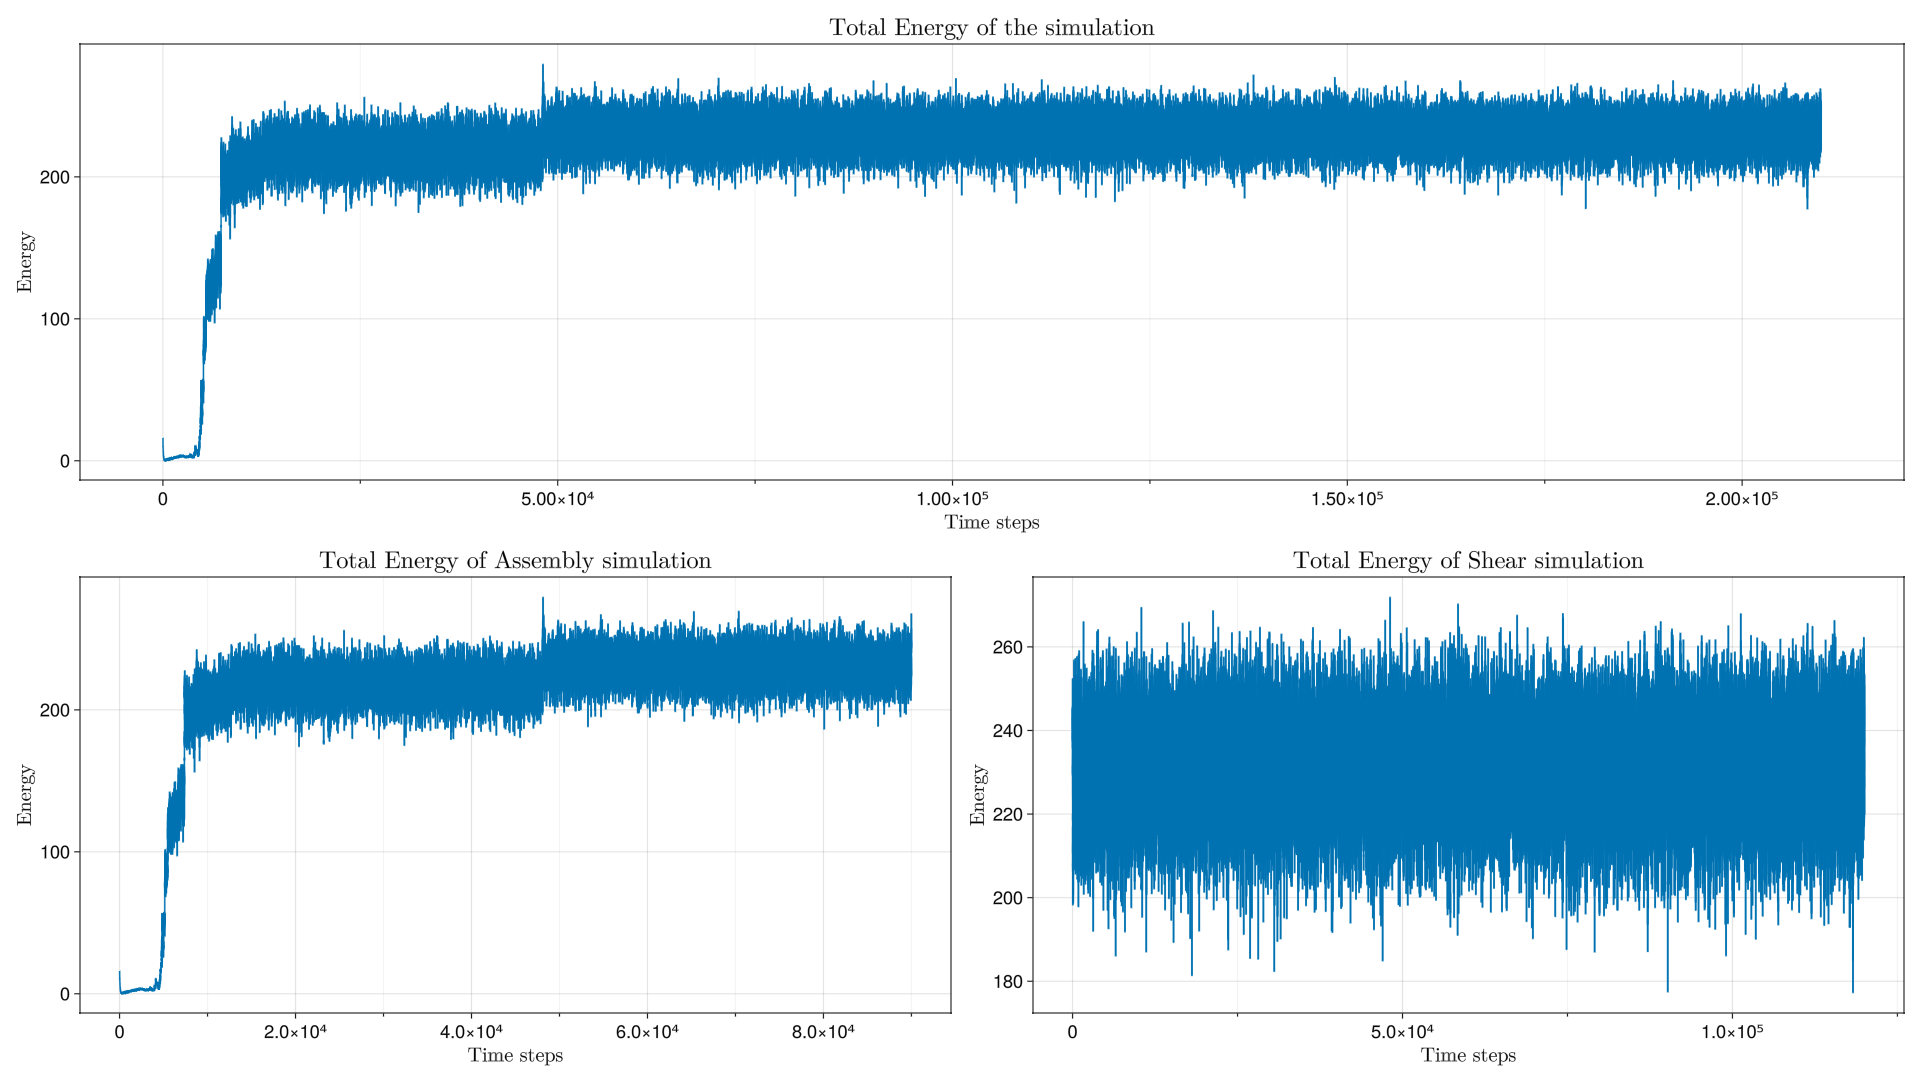 Total Energy of the simulation
Energy
200
100
0
0 5.00×10⁴ 1.00×10⁵ 1.50×10⁵ 2.00×10⁵
Time steps
Total Energy of Assembly simulation
Energy
200
100
0
0 2.0×10⁴ 4.0×10⁴ 6.0×10⁴ 8.0×10⁴
Time steps
Total Energy of Shear simulation
Energy
260
240
220
200
180
0 5.0×10⁴ 1.0×10⁵
Time steps